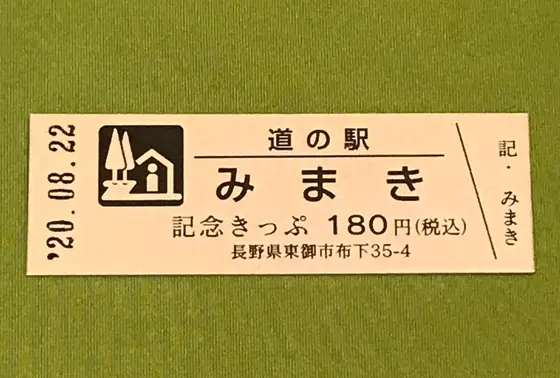 '20.08.22
道の駅
みまき
記念きっぷ 180円(税込)
長野県東御市布下35-4
記・みまき